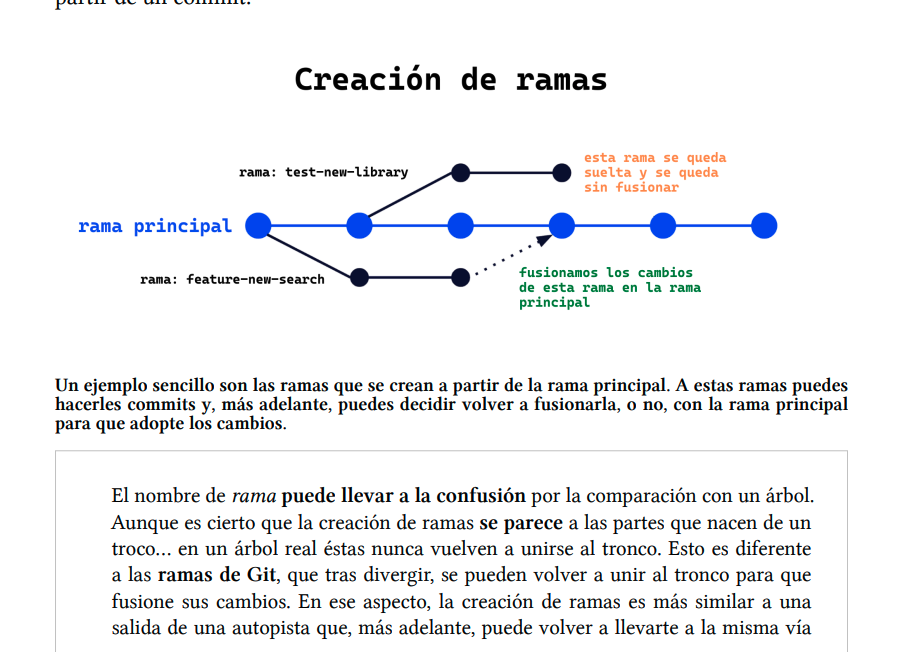 partir de un commit.
Creación de ramas
rama: test-new-library
esta rama se queda
suelta y se queda
sin fusionar
rama principal
rama: feature-new-search
fusionamos los cambios
de esta rama en la rama
principal
Un ejemplo sencillo son las ramas que se crean a partir de la rama principal. A estas ramas puedes
hacerles commits y, más adelante, puedes decidir volver a fusionarla, o no, con la rama principal
para que adopte los cambios.
El nombre de rama puede llevar a la confusión por la comparación con un árbol.
Aunque es cierto que la creación de ramas se parece a las partes que nacen de un
troco... en un árbol real éstas nunca vuelven a unirse al tronco. Esto es diferente
a las ramas de Git, que tras divergir, se pueden volver a unir al tronco para que
fusione sus cambios. En ese aspecto, la creación de ramas es más similar a una
salida de una autopista que, más adelante, puede volver a llevarte a la misma vía